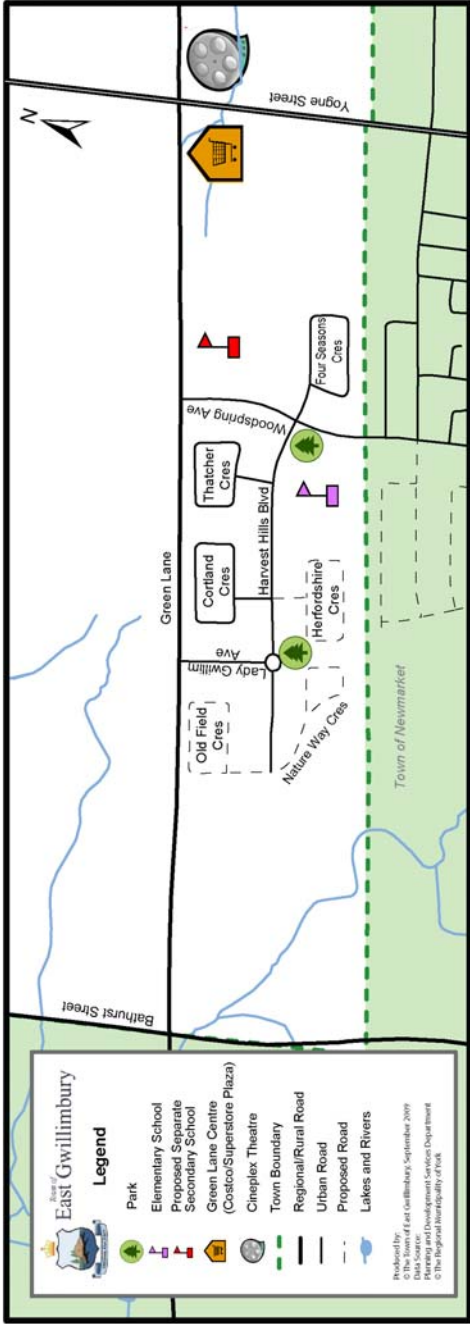 Town of
East Gwillimbury
Legend
Park
Elementary School
Proposed Separate
Secondary School
Green Lane Centre
(Costco/Superstore Plaza)
Cineplex Theatre
Town Boundary
Regional/Rural Road
Urban Road
Proposed Road
Lakes and Rivers
Produced by:
© The Town of East Gwillimbury, September 2009
Data Source:
Planning and Development Services Department
© The Regional Municipality of York
Bathurst Street
Green Lane
Old Field
Cres
Lady Gwillim
Ave
Cortland
Cres
Thatcher
Cres
Harvest Hills Blvd
Nature Way Cres
Herfordshire
Cres
Woodspring Ave
Four Seasons
Cres
Yogne Street
N
Town of Newmarket